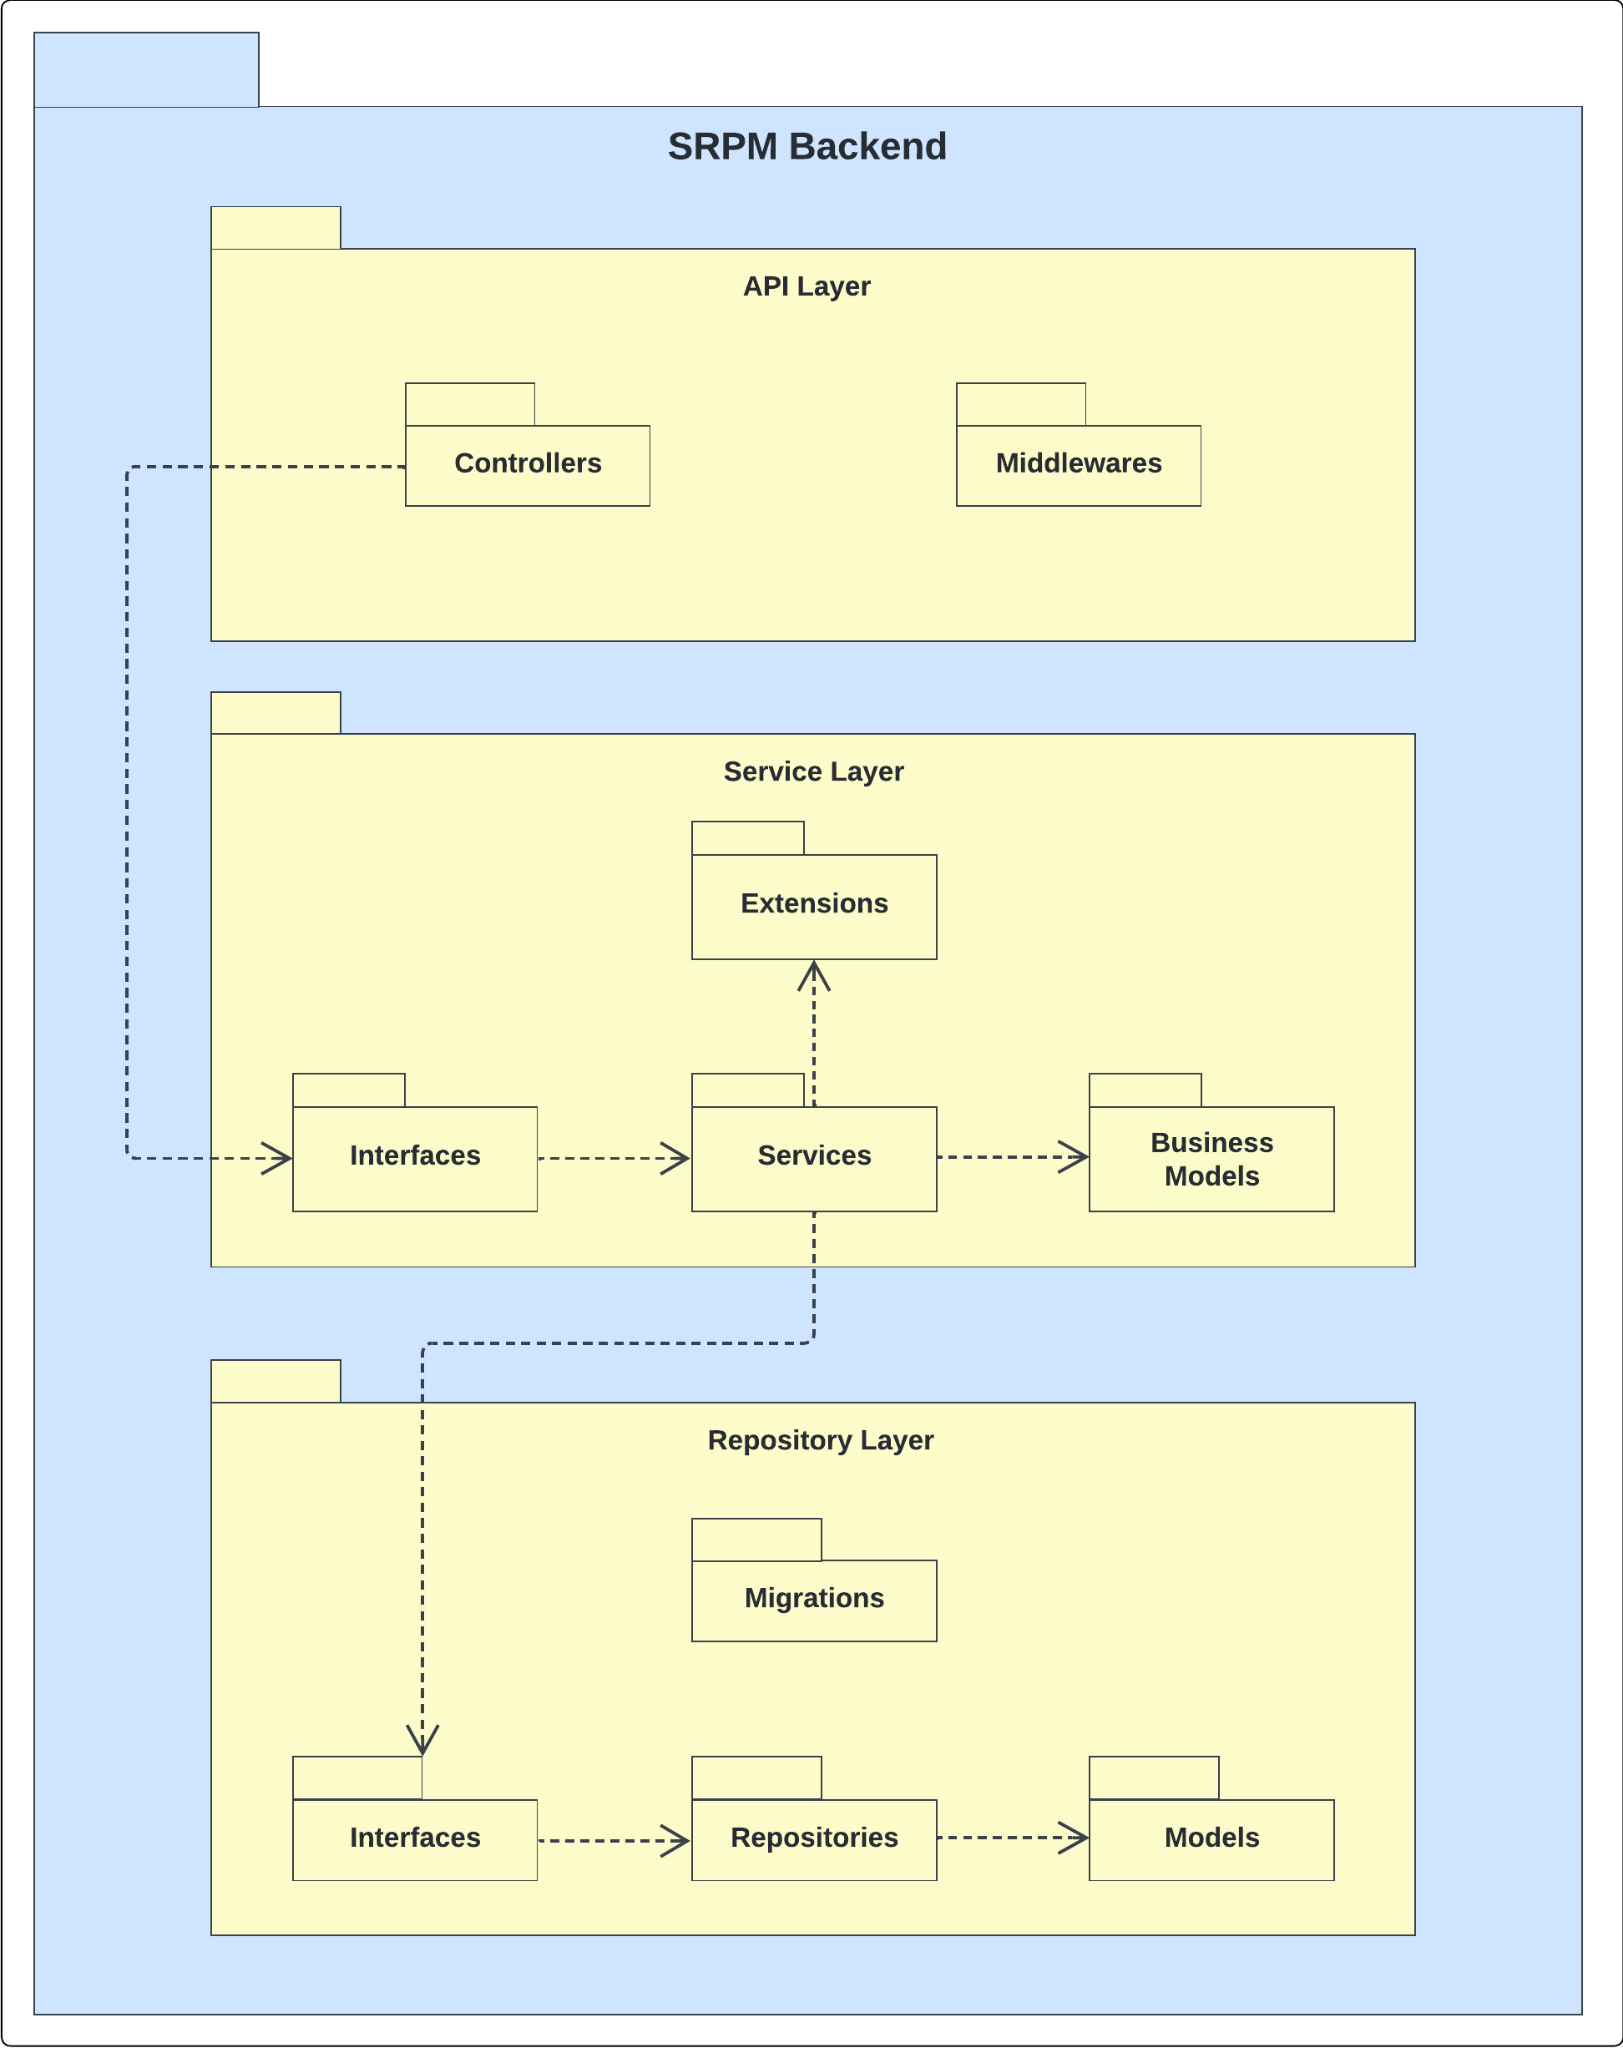 SRPM Backend
API Layer
Controllers
Middlewares
Service Layer
Extensions
Interfaces
Services
Business
Models
Repository Layer
Migrations
Interfaces
Repositories
Models